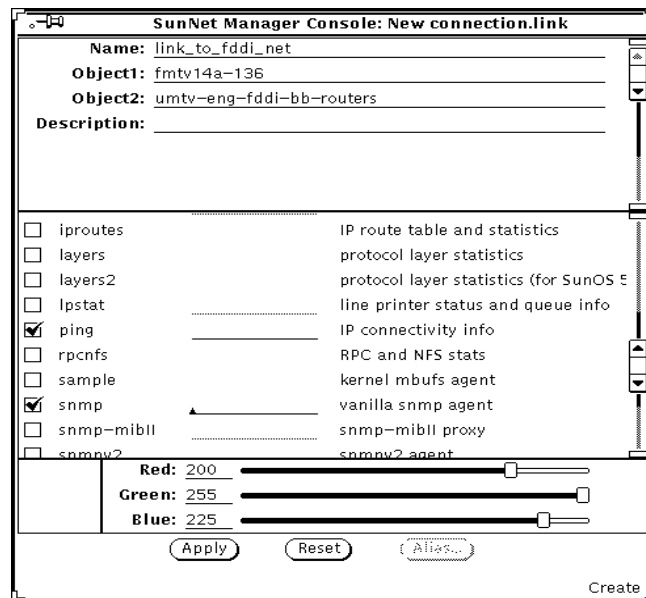 SunNet Manager Console: New connection.link
Name: link_to_fddi_net
Object1: fmtv14a-136
Object2: umtv-eng-fddi-bb-routers
Description:
iproutes IP route table and statistics
layers protocol layer statistics
layers2 protocol layer statistics (for SunOS 5
lpstat line printer status and queue info
ping IP connectivity info
rpcnfs RPC and NFS stats
sample kernel mbufs agent
snmp vanilla snmp agent
snmp-mibII snmp-mibII proxy
snmpv2 snmpv2 agent
Red: 200
Green: 255
Blue: 225
Apply Reset Alias...
Create